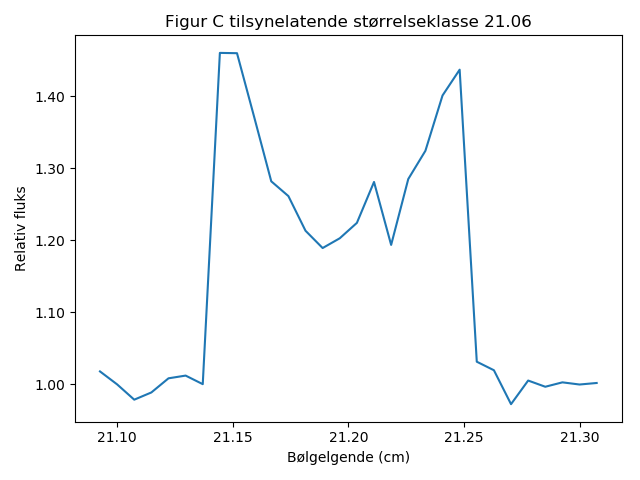 Figur C tilsynelatende størrelseklasse 21.06
1.40
1.30
1.20
1.10
1.00
Relativ fluks
21.10 21.15 21.20 21.25 21.30
Bølgelgende (cm)